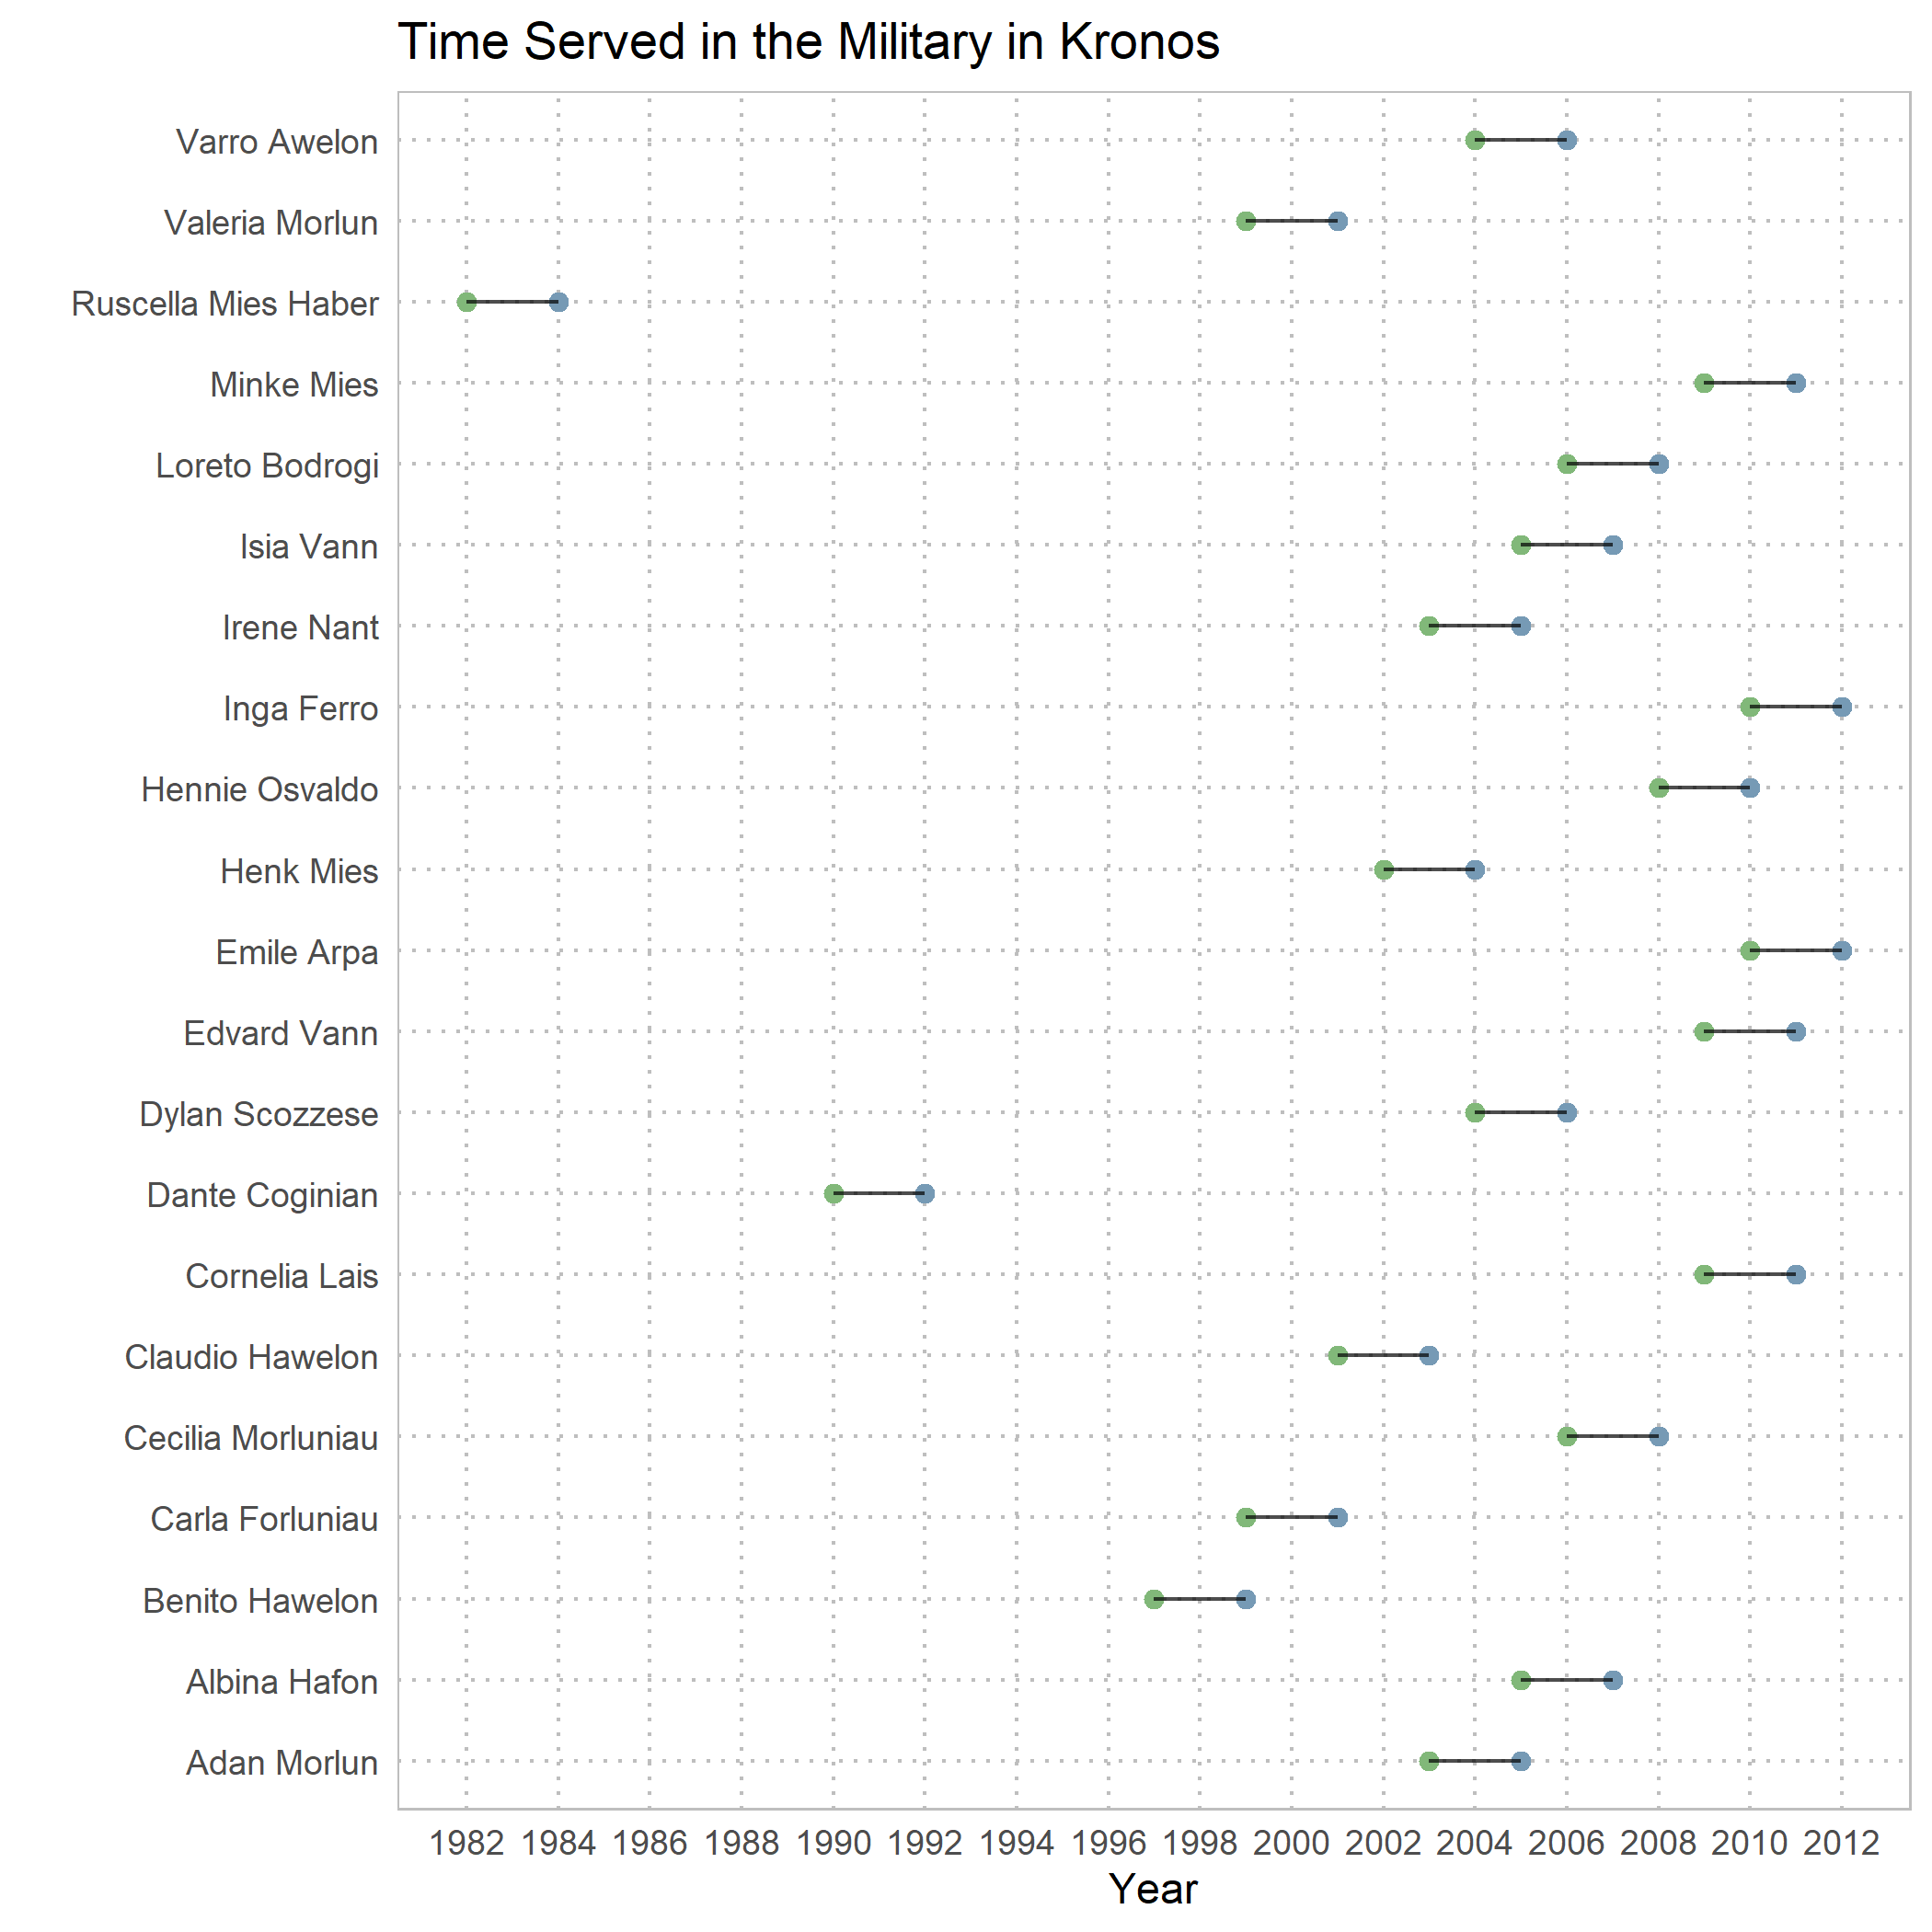 Time Served in the Military in Kronos
Varro Awelon
Valeria Morlun
Ruscella Mies Haber
Minke Mies
Loreto Bodrogi
Isia Vann
Irene Nant
Inga Ferro
Hennie Osvaldo
Henk Mies
Emile Arpa
Edvard Vann
Dylan Scozzese
Dante Coginian
Cornelia Lais
Claudio Hawelon
Cecilia Morluniau
Carla Forluniau
Benito Hawelon
Albina Hafon
Adan Morlun
1982 1984 1986 1988 1990 1992 1994 1996 1998 2000 2002 2004 2006 2008 2010 2012
Year